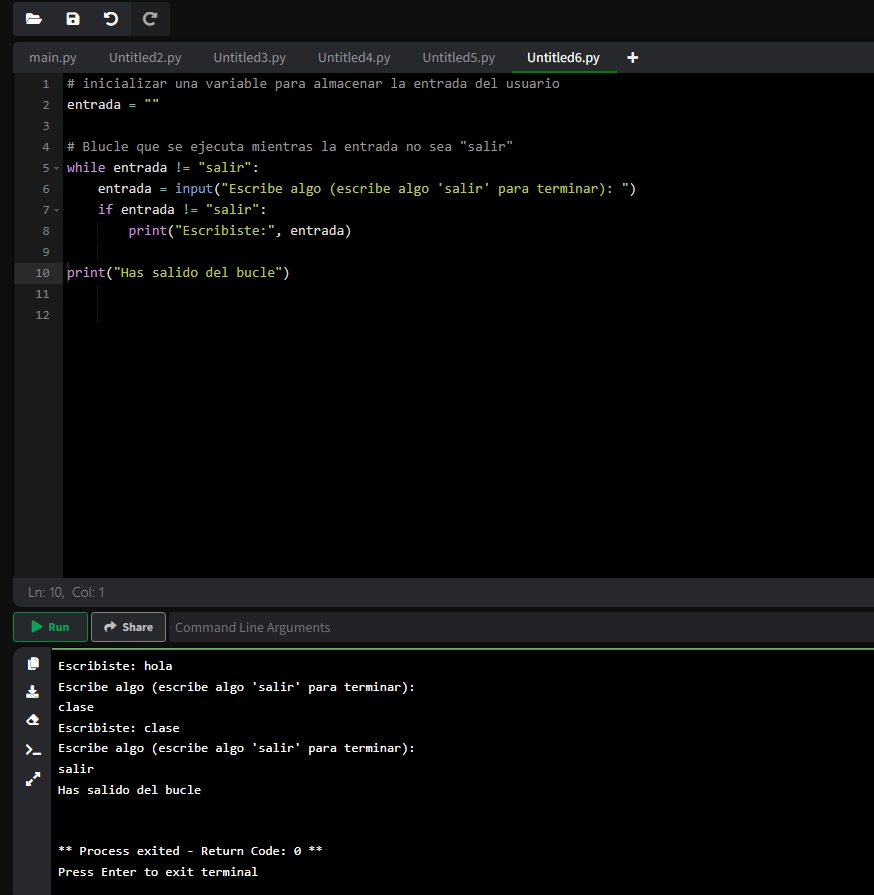 main.py Untitled2.py Untitled3.py Untitled4.py Untitled5.py Untitled6.py +
1 # inicializar una variable para almacenar la entrada del usuario
2 entrada = ""
3
4 # Blucle que se ejecuta mientras la entrada no sea "salir"
5 while entrada != "salir":
6 entrada = input("Escribe algo (escribe algo 'salir' para terminar): ")
7 if entrada != "salir":
8 print("Escribiste:", entrada)
9
10 print("Has salido del bucle")
11
12
Ln: 10, Col: 1
Run Share Command Line Arguments
Escribiste: hola
Escribe algo (escribe algo 'salir' para terminar):
clase
Escribiste: clase
Escribe algo (escribe algo 'salir' para terminar):
salir
Has salido del bucle
** Process exited - Return Code: 0 **
Press Enter to exit terminal